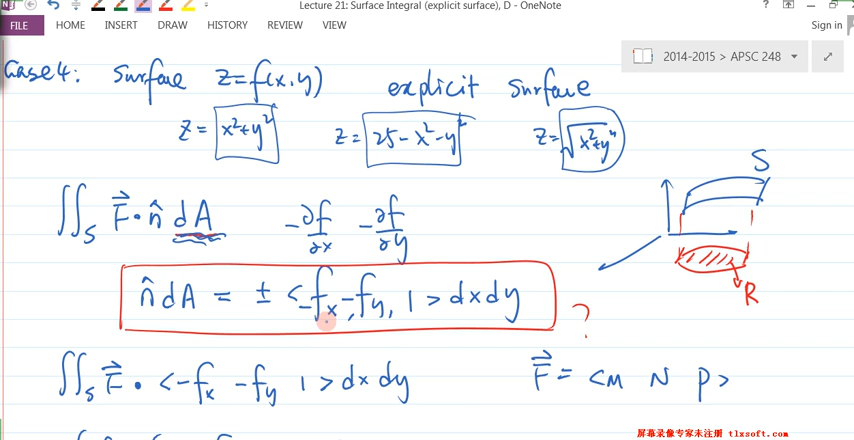 Lecture 21: Surface Integral (explicit surface), D - OneNote
FILE HOME INSERT DRAW HISTORY REVIEW VIEW Sign in
2014-2015 > APSC 248
Case 4: Surface z=f(x,y) explicit surface
z = x²+y² z = 25-x²-y² z = √x²+y²
S
∬ₛ F⃗·n̂ dA -∂f/∂x -∂f/∂y
R
n̂ dA = ± <-fx, -fy, 1> dxdy ?
∬ₛ F⃗ · <-fx -fy 1> dx dy F⃗ = <M N P>
屏幕录像专家未注册 tlxsoft.com